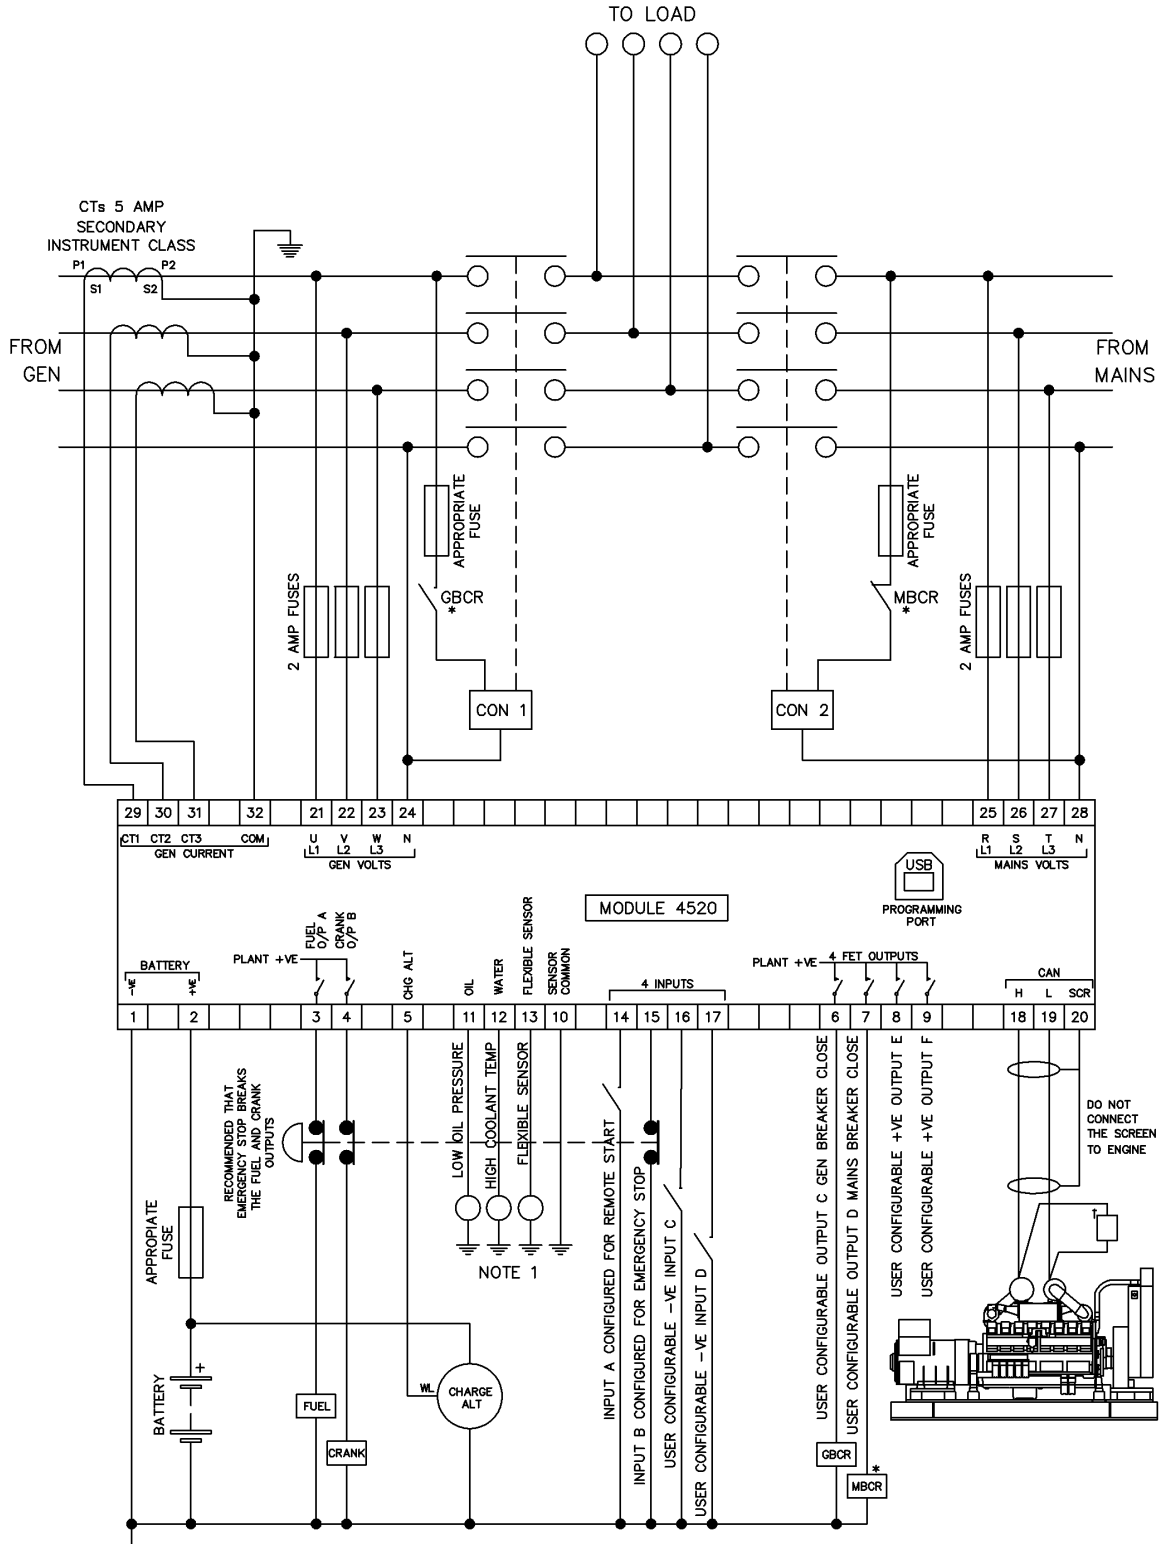 TO LOAD
CTs 5 AMP
SECONDARY
INSTRUMENT CLASS
P1
P2
S1
S2
FROM
GEN
FROM
MAINS
APPROPRIATE
FUSE
APPROPRIATE
FUSE
2 AMP FUSES
GBCR
*
MBCR
*
2 AMP FUSES
CON 1
CON 2
29 30 31 32 21 22 23 24 25 26 27 28
CT1 CT2 CT3 COM
GEN CURRENT
U V W N
L1 L2 L3
GEN VOLTS
R S T N
L1 L2 L3
MAINS VOLTS
USB
PROGRAMMING
PORT
MODULE 4520
BATTERY
-VE
+VE
PLANT +VE
FUEL
O/P A
CRANK
O/P B
CHG ALT
OIL
WATER
FLEXIBLE SENSOR
SENSOR
COMMON
4 INPUTS
PLANT +VE
4 FET OUTPUTS
CAN
H L SCR
1 2 3 4 5 11 12 13 10 14 15 16 17 6 7 8 9 18 19 20
RECOMMENDED THAT
EMERGENCY STOP BREAKS
THE FUEL AND CRANK
OUTPUTS
LOW OIL PRESSURE
HIGH COOLANT TEMP
FLEXIBLE SENSOR
NOTE 1
INPUT A CONFIGURED FOR REMOTE START
INPUT B CONFIGURED FOR EMERGENCY STOP
USER CONFIGURABLE -VE INPUT C
USER CONFIGURABLE -VE INPUT D
USER CONFIGURABLE OUTPUT C GEN BREAKER CLOSE
USER CONFIGURABLE OUTPUT D MAINS BREAKER CLOSE
USER CONFIGURABLE +VE OUTPUT E
USER CONFIGURABLE +VE OUTPUT F
DO NOT
CONNECT
THE SCREEN
TO ENGINE
t
APPROPIATE
FUSE
+
BATTERY
FUEL
CRANK
WL
CHARGE
ALT
GBCR
*
MBCR